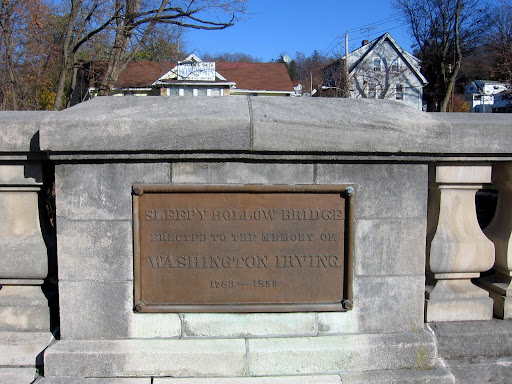 SLEEPY HOLLOW BRIDGE.
ERECTED TO THE MEMORY OF
WASHINGTON IRVING.
1783 — 1859